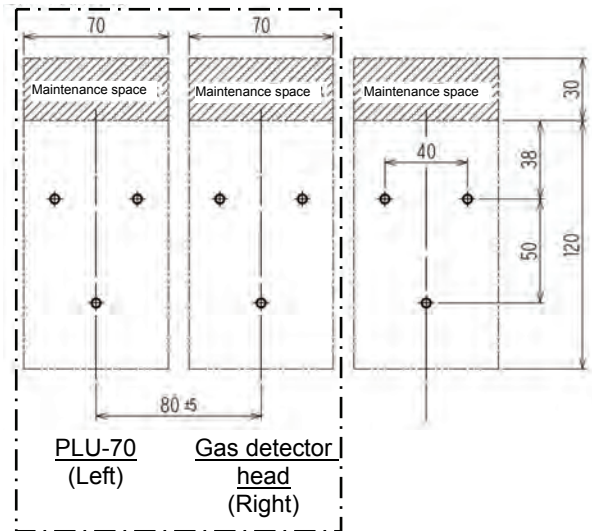 70 70
Maintenance space Maintenance space Maintenance space
30
38
40
50
120
80 ±5
PLU-70 Gas detector
(Left) head
(Right)